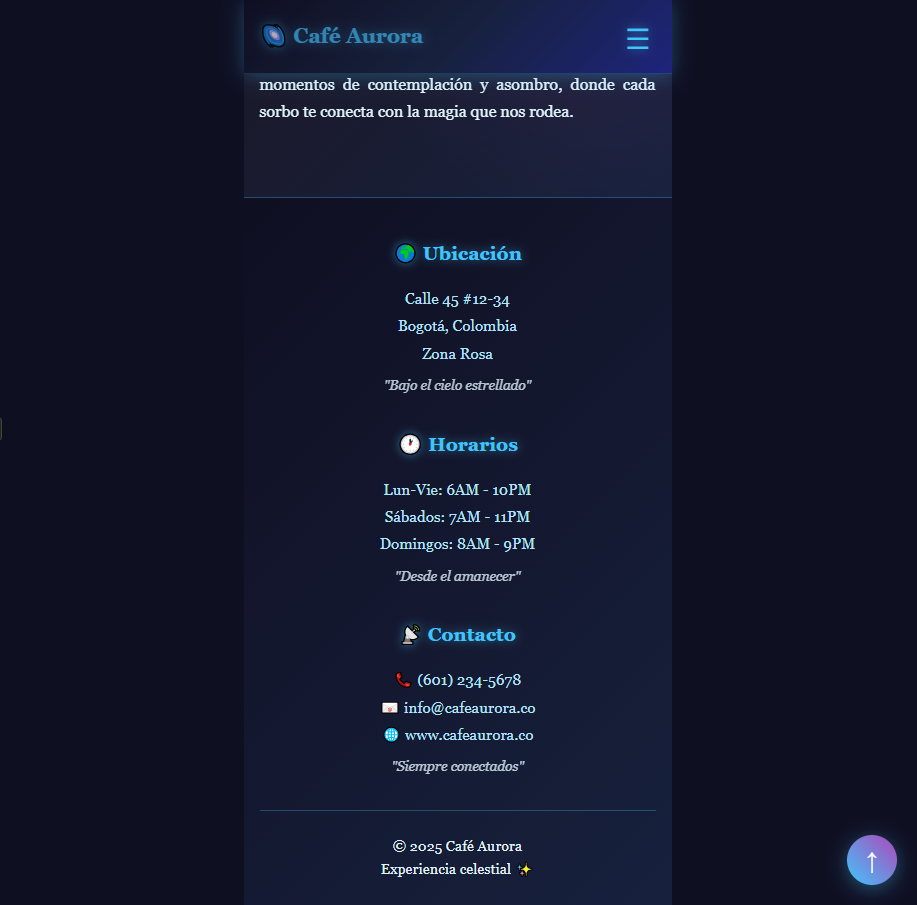 Café Aurora
momentos de contemplación y asombro, donde cada
sorbo te conecta con la magia que nos rodea.
Ubicación
Calle 45 #12-34
Bogotá, Colombia
Zona Rosa
"Bajo el cielo estrellado"
Horarios
Lun-Vie: 6AM - 10PM
Sábados: 7AM - 11PM
Domingos: 8AM - 9PM
"Desde el amanecer"
Contacto
(601) 234-5678
info@cafeaurora.co
www.cafeaurora.co
"Siempre conectados"
© 2025 Café Aurora
Experiencia celestial ✨